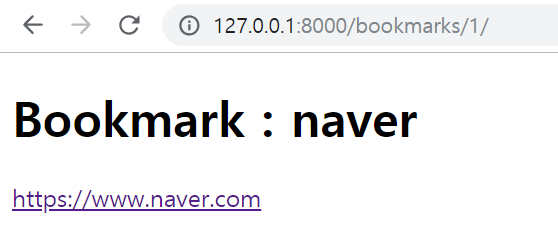 127.0.0.1:8000/bookmarks/1/
Bookmark : naver
https://www.naver.com